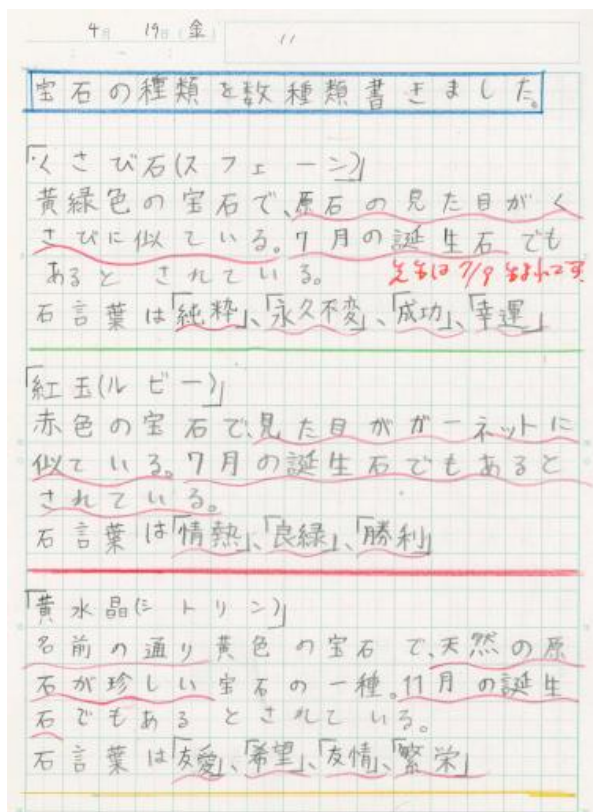 4月 19日(金)
11
宝石の種類を数種類書きました。
「くさび石(スフェーン)」
黄緑色の宝石で、原石の見た目がく
さびに似ている。7月の誕生石でも
あるとされている。
先生は7/9生まれです。
石言葉は「純粋」、「永久不変」、「成功」、「幸運」
「紅玉(ルビー)」
赤色の宝石で、見た目がガーネットに
似ている。7月の誕生石でもあると
されている。
石言葉は「情熱」、「良縁」、「勝利」
「黄水晶(シトリン)」
名前の通り黄色の宝石で、天然の原
石が珍しい宝石の一種。11月の誕生
石でもあるとされている。
石言葉は「友愛」、「希望」、「友情」、「繁栄」